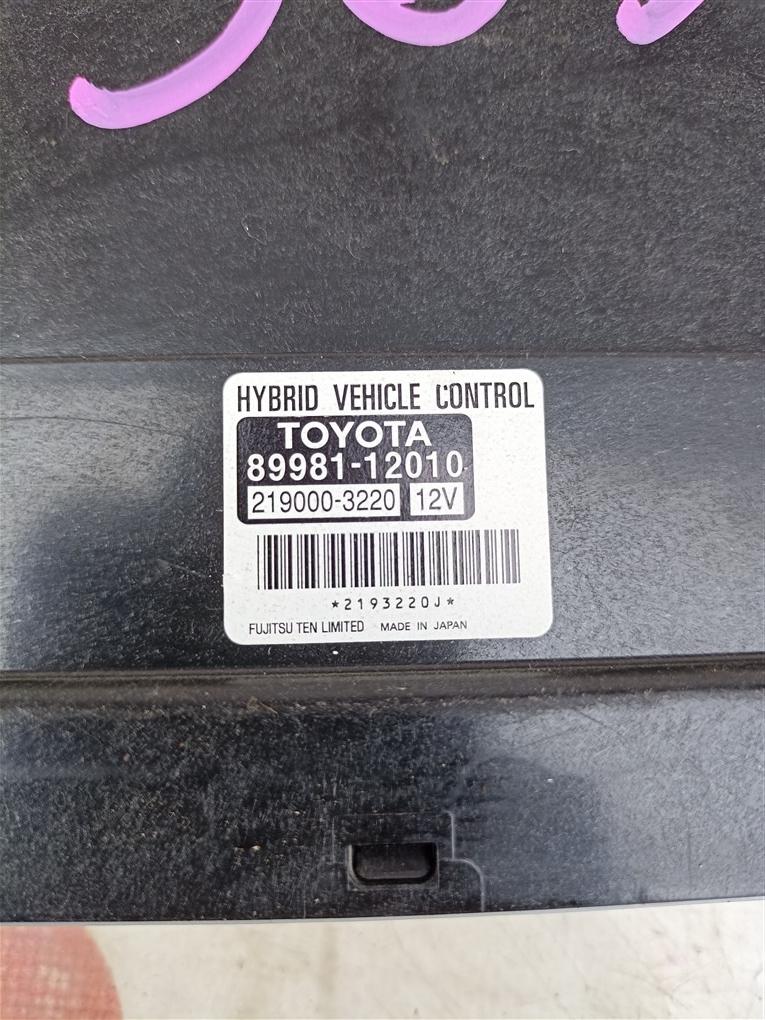 HYBRID VEHICLE CONTROL
TOYOTA
89981-12010
219000-3220 12V
*2193220J*
FUJITSU TEN LIMITED MADE IN JAPAN